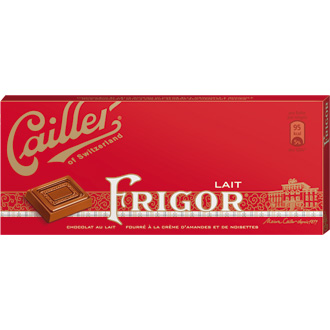 Cailler
of Switzerland
LAIT
FRIGOR
CHOCOLAT AU LAIT FOURRÉ À LA CRÈME D'AMANDES ET DE NOISETTES